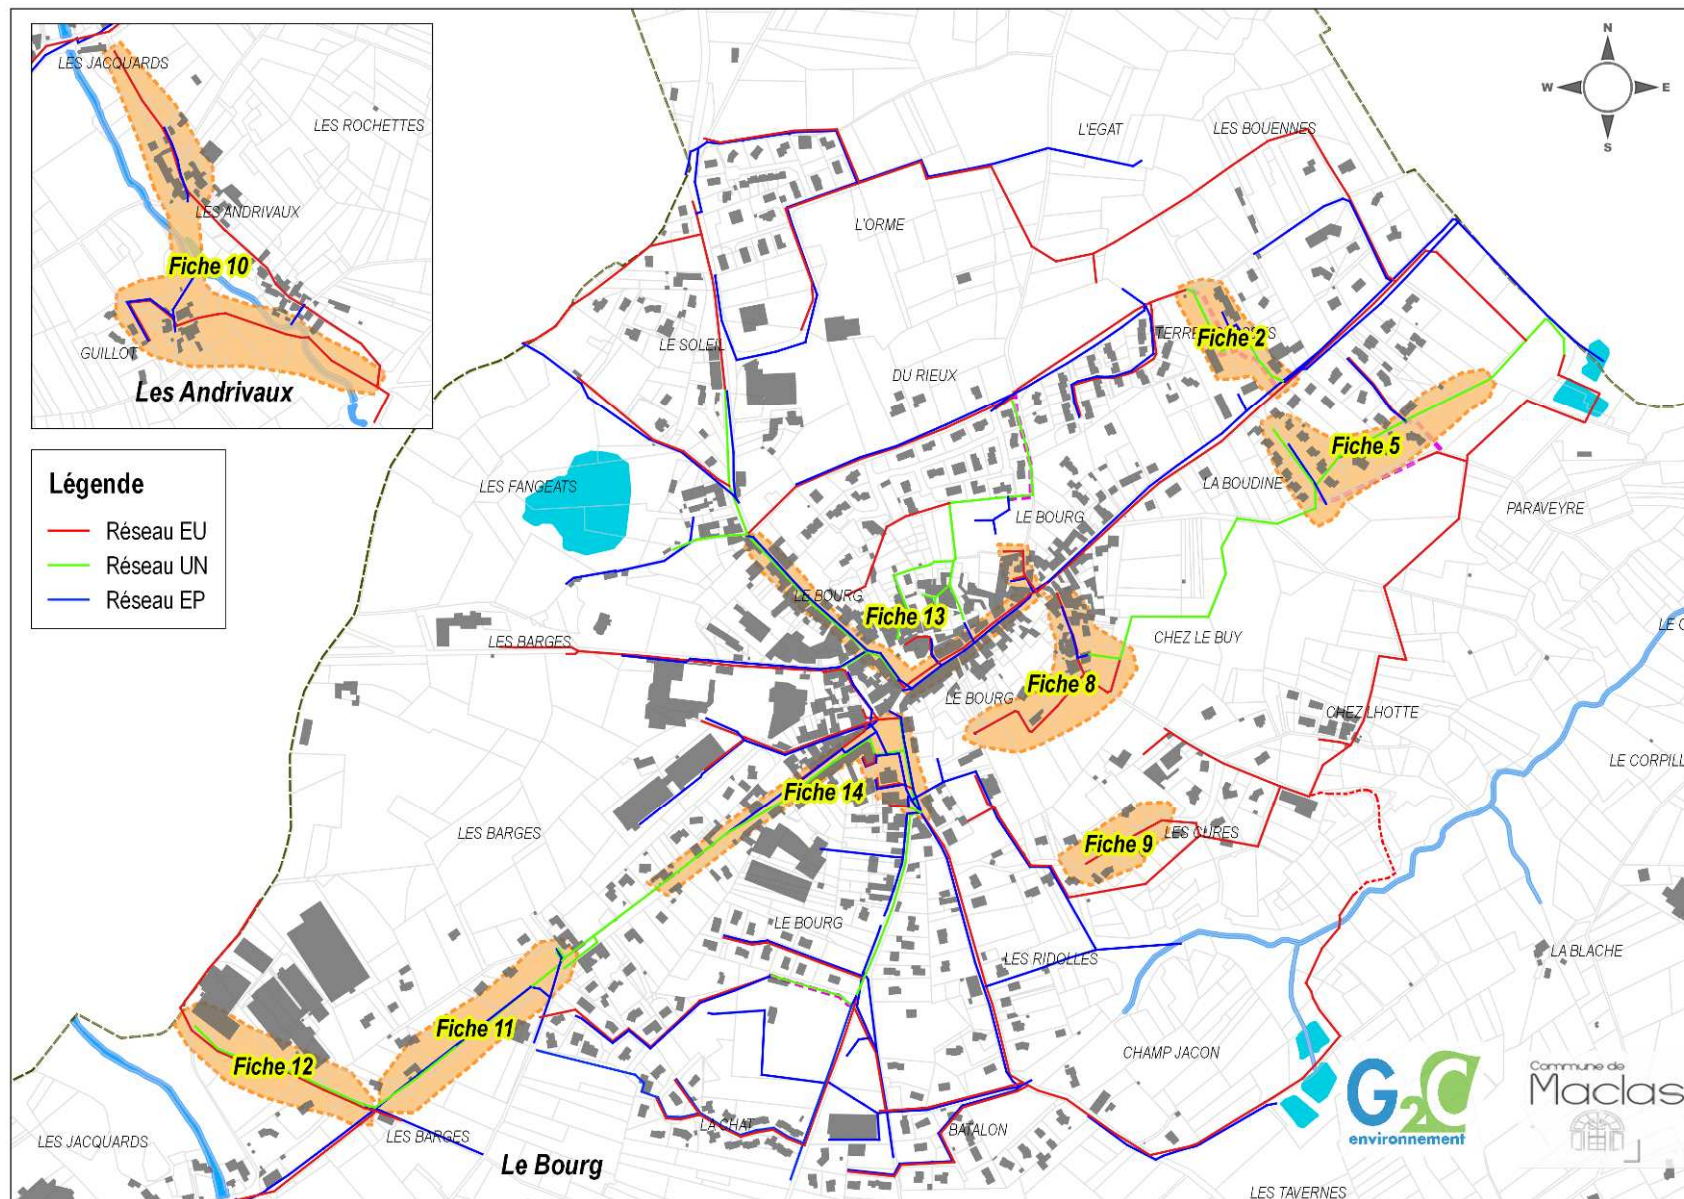 LES JACQUARDS
LES ROCHETTES
LES ANDRIVAUX
Fiche 10
GUILLOT
Les Andrivaux
Légende
Réseau EU
Réseau UN
Réseau EP
N
W E
S
L'EGAT
LES BOUENNES
L'ORME
LE SOLEIL
Fiche 2
DU RIEUX
Fiche 5
LES FANGEATS
LA BOUDINE
LE BOURG
PARAVEYRE
LE BOURG
Fiche 13
LES BARGES
CHEZ LE BUY
Fiche 8
LE BOURG
CHEZ LHOTTE
LE CORPILL
Fiche 14
LES BARGES
Fiche 9
LES CURES
LE BOURG
LES RIDOLLES
LA BLACHE
Fiche 11
Fiche 12
CHAMP JACON
G2C
environnement
Commune de
Maclas
LES JACQUARDS
LES BARGES
LA CHAT
BATALON
Le Bourg
LES TAVERNES